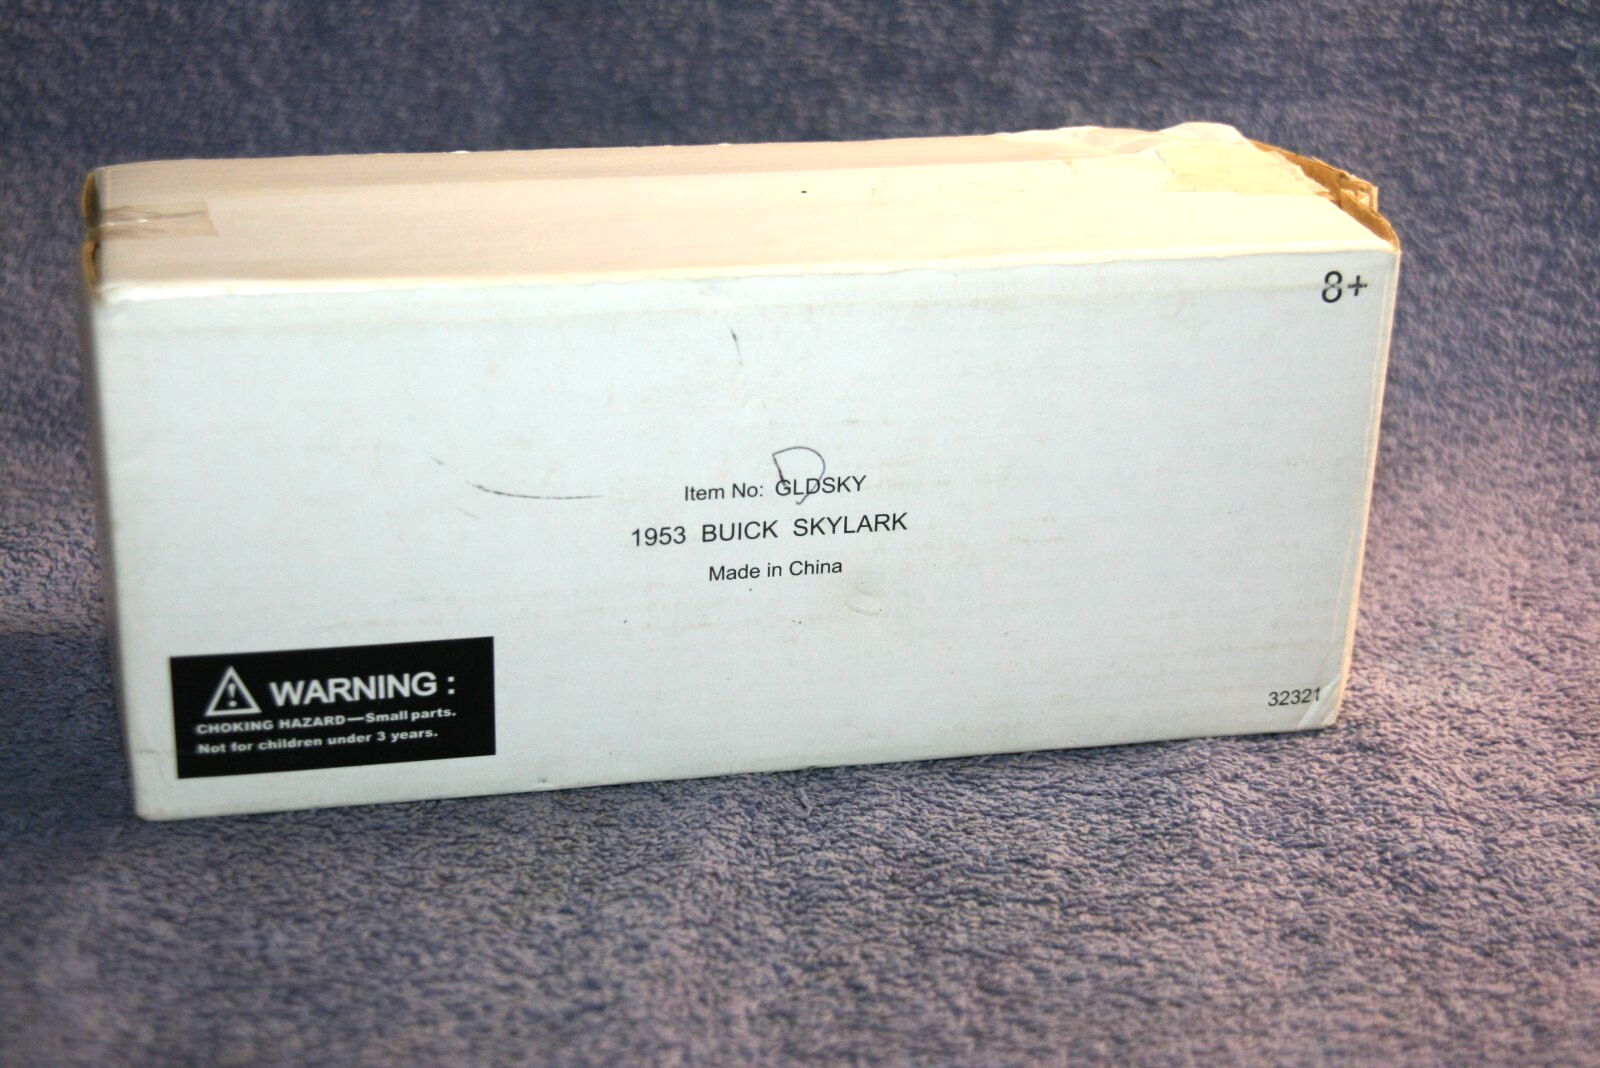 8+
D
Item No: GLDSKY
1953 BUICK SKYLARK
Made in China
WARNING :
CHOKING HAZARD—Small parts.
Not for children under 3 years.
32321